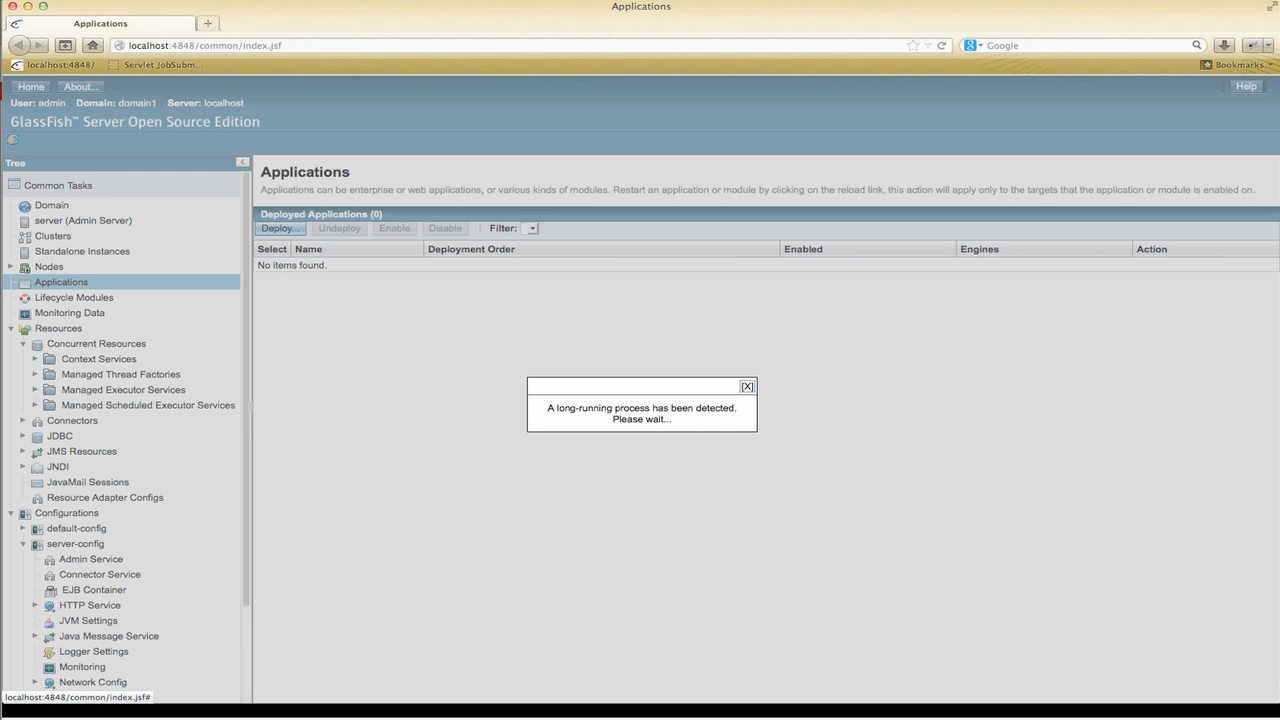 Applications
Applications
localhost:4848/common/index.jsf
Google
localhost:4848/
Servlet JobSubm...
Bookmarks
Home
About...
Help
User: admin Domain: domain1 Server: localhost
GlassFish™ Server Open Source Edition
Tree
Common Tasks
Domain
server (Admin Server)
Clusters
Standalone Instances
Nodes
Applications
Lifecycle Modules
Monitoring Data
Resources
Concurrent Resources
Context Services
Managed Thread Factories
Managed Executor Services
Managed Scheduled Executor Services
Connectors
JDBC
JMS Resources
JNDI
JavaMail Sessions
Resource Adapter Configs
Configurations
default-config
server-config
Admin Service
Connector Service
EJB Container
HTTP Service
JVM Settings
Java Message Service
Logger Settings
Monitoring
Network Config
localhost:4848/common/index.jsf#
Applications
Applications can be enterprise or web applications, or various kinds of modules. Restart an application or module by clicking on the reload link, this action will apply only to the targets that the application or module is enabled on.
Deployed Applications (0)
Deploy... Undeploy Enable Disable | Filter:
Select Name Deployment Order Enabled Engines Action
No items found.
[X]
A long-running process has been detected.
Please wait...